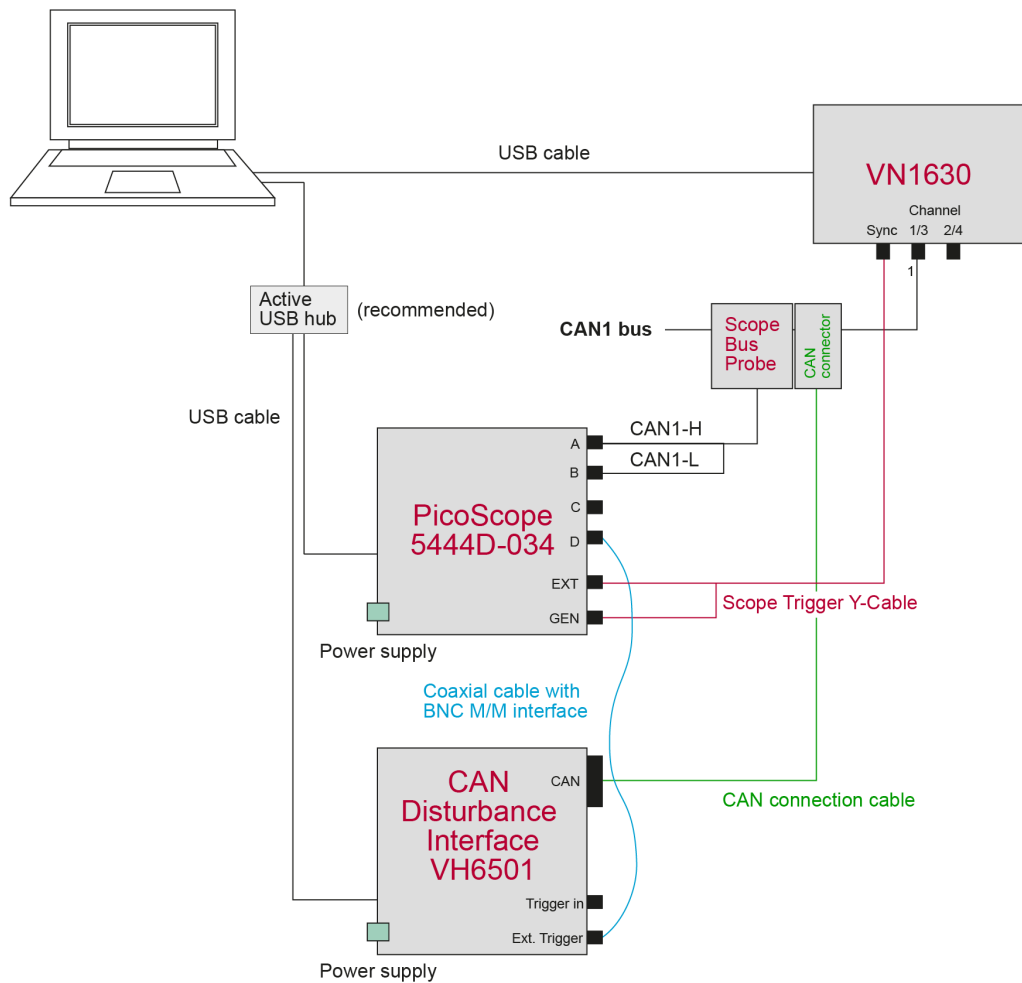 USB cable
VN1630
Channel
Sync 1/3 2/4
1
Active
USB hub
(recommended)
CAN1 bus
Scope
Bus
Probe
CAN
connector
USB cable
CAN1-H
A
CAN1-L
B
C
PicoScope
5444D-034
D
EXT
Scope Trigger Y-Cable
GEN
Power supply
Coaxial cable with
BNC M/M interface
CAN
Disturbance
Interface
VH6501
CAN
CAN connection cable
Trigger in
Ext. Trigger
Power supply